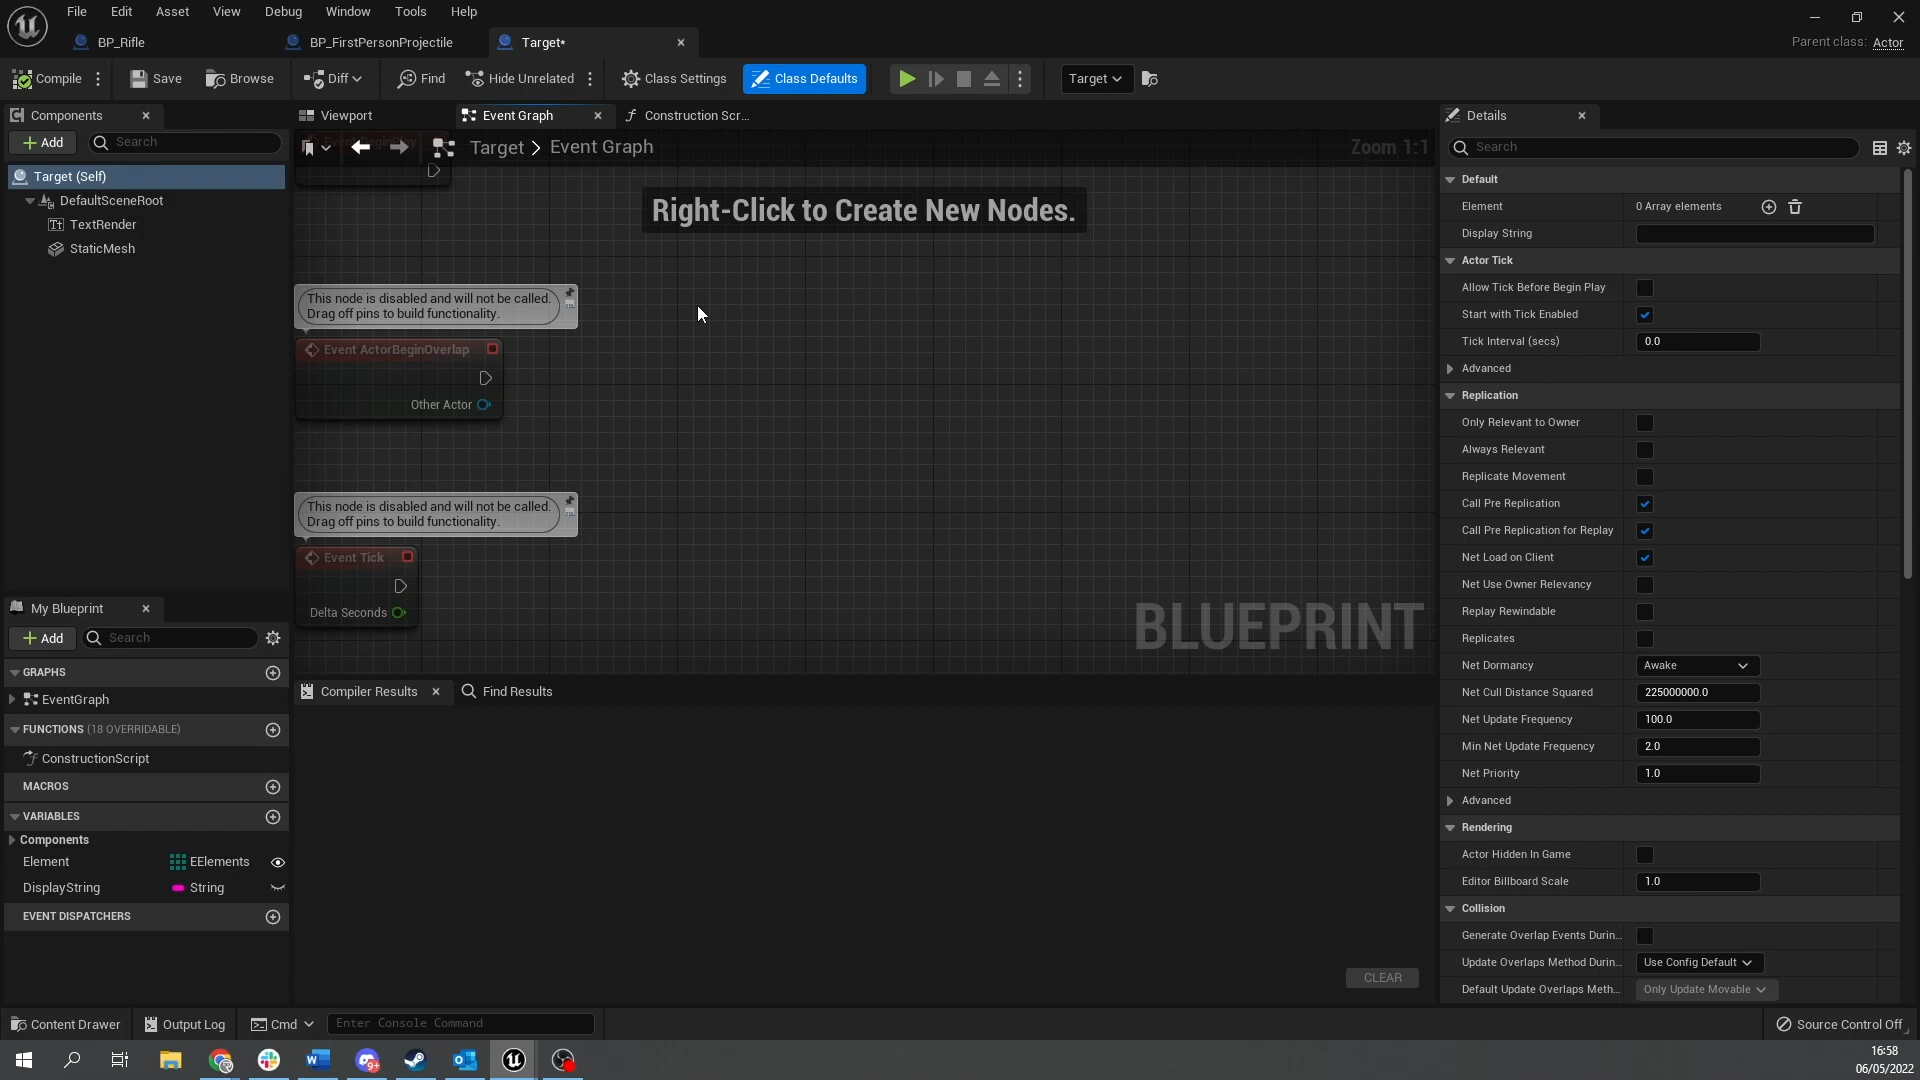 File Edit Asset View Debug Window Tools Help
BP_Rifle
BP_FirstPersonProjectile
Target*
Parent class: Actor
Compile
Save
Browse
Diff
Find
Hide Unrelated
Class Settings
Class Defaults
Target
Components
Viewport
Event Graph
Construction Scr...
Details
Add
Search
Target > Event Graph
Zoom 1:1
Search
Target (Self)
DefaultSceneRoot
TextRender
StaticMesh
Right-Click to Create New Nodes.
This node is disabled and will not be called.
Drag off pins to build functionality.
Event ActorBeginOverlap
Other Actor
This node is disabled and will not be called.
Drag off pins to build functionality.
Event Tick
Delta Seconds
BLUEPRINT
Default
Element 0 Array elements
Display String
Actor Tick
Allow Tick Before Begin Play
Start with Tick Enabled
Tick Interval (secs) 0.0
Advanced
Replication
Only Relevant to Owner
Always Relevant
Replicate Movement
Call Pre Replication
Call Pre Replication for Replay
Net Load on Client
Net Use Owner Relevancy
Replay Rewindable
Replicates
Net Dormancy Awake
Net Cull Distance Squared 225000000.0
Net Update Frequency 100.0
Min Net Update Frequency 2.0
Net Priority 1.0
Advanced
Rendering
Actor Hidden In Game
Editor Billboard Scale 1.0
Collision
Generate Overlap Events Durin...
Update Overlaps Method Durin... Use Config Default
Default Update Overlaps Meth... Only Update Movable
My Blueprint
Add
Search
GRAPHS
EventGraph
FUNCTIONS (18 OVERRIDABLE)
ConstructionScript
MACROS
VARIABLES
Components
Element EElements
DisplayString String
EVENT DISPATCHERS
Compiler Results
Find Results
CLEAR
Content Drawer
Output Log
Cmd
Enter Console Command
Source Control Off
9+
16:58
06/05/2022